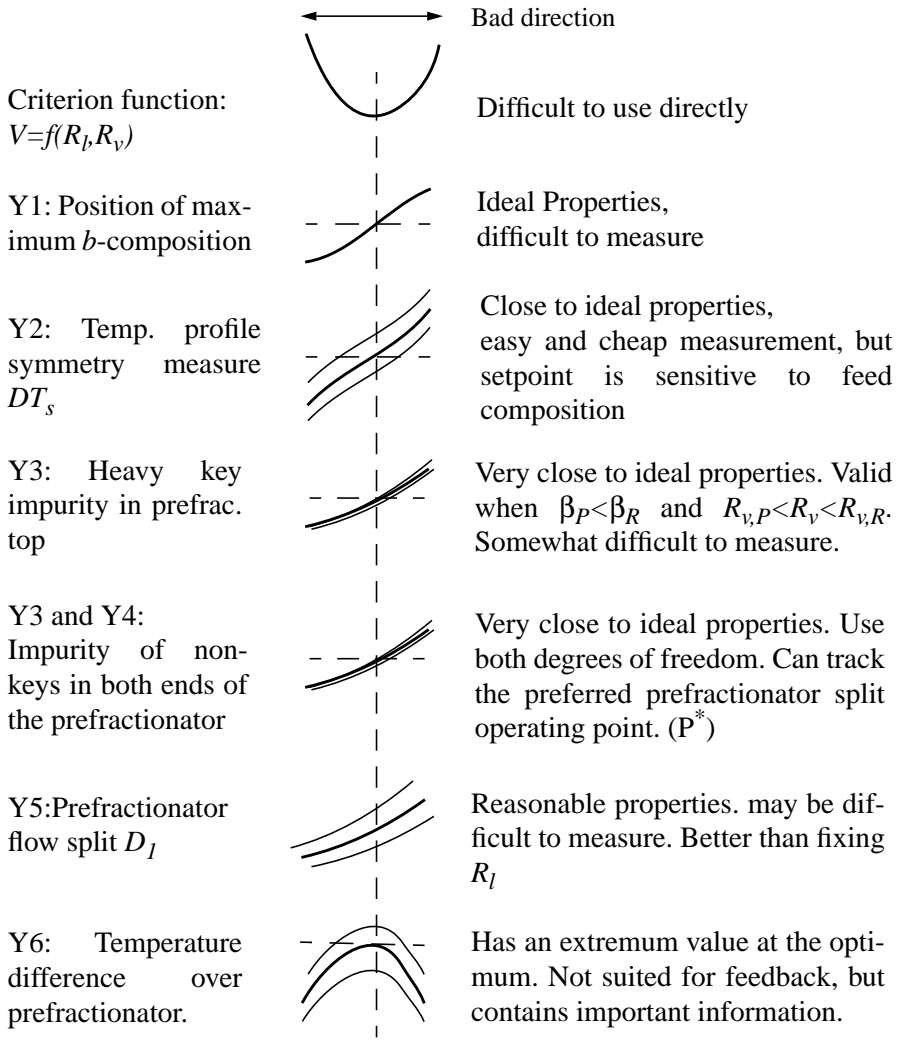 Bad direction
Criterion function:
V=f(R_l,R_v)
Difficult to use directly
Y1: Position of max-
imum b-composition
Ideal Properties,
difficult to measure
Y2: Temp. profile
symmetry measure
DT_s
Close to ideal properties,
easy and cheap measurement, but
setpoint is sensitive to feed
composition
Y3: Heavy key
impurity in prefrac.
top
Very close to ideal properties. Valid
when β_P<β_R and R_{v,P}<R_v<R_{v,R}.
Somewhat difficult to measure.
Y3 and Y4:
Impurity of non-
keys in both ends of
the prefractionator
Very close to ideal properties. Use
both degrees of freedom. Can track
the preferred prefractionator split
operating point. (P^*)
Y5:Prefractionator
flow split D_1
Reasonable properties. may be dif-
ficult to measure. Better than fixing
R_l
Y6: Temperature
difference over
prefractionator.
Has an extremum value at the opti-
mum. Not suited for feedback, but
contains important information.